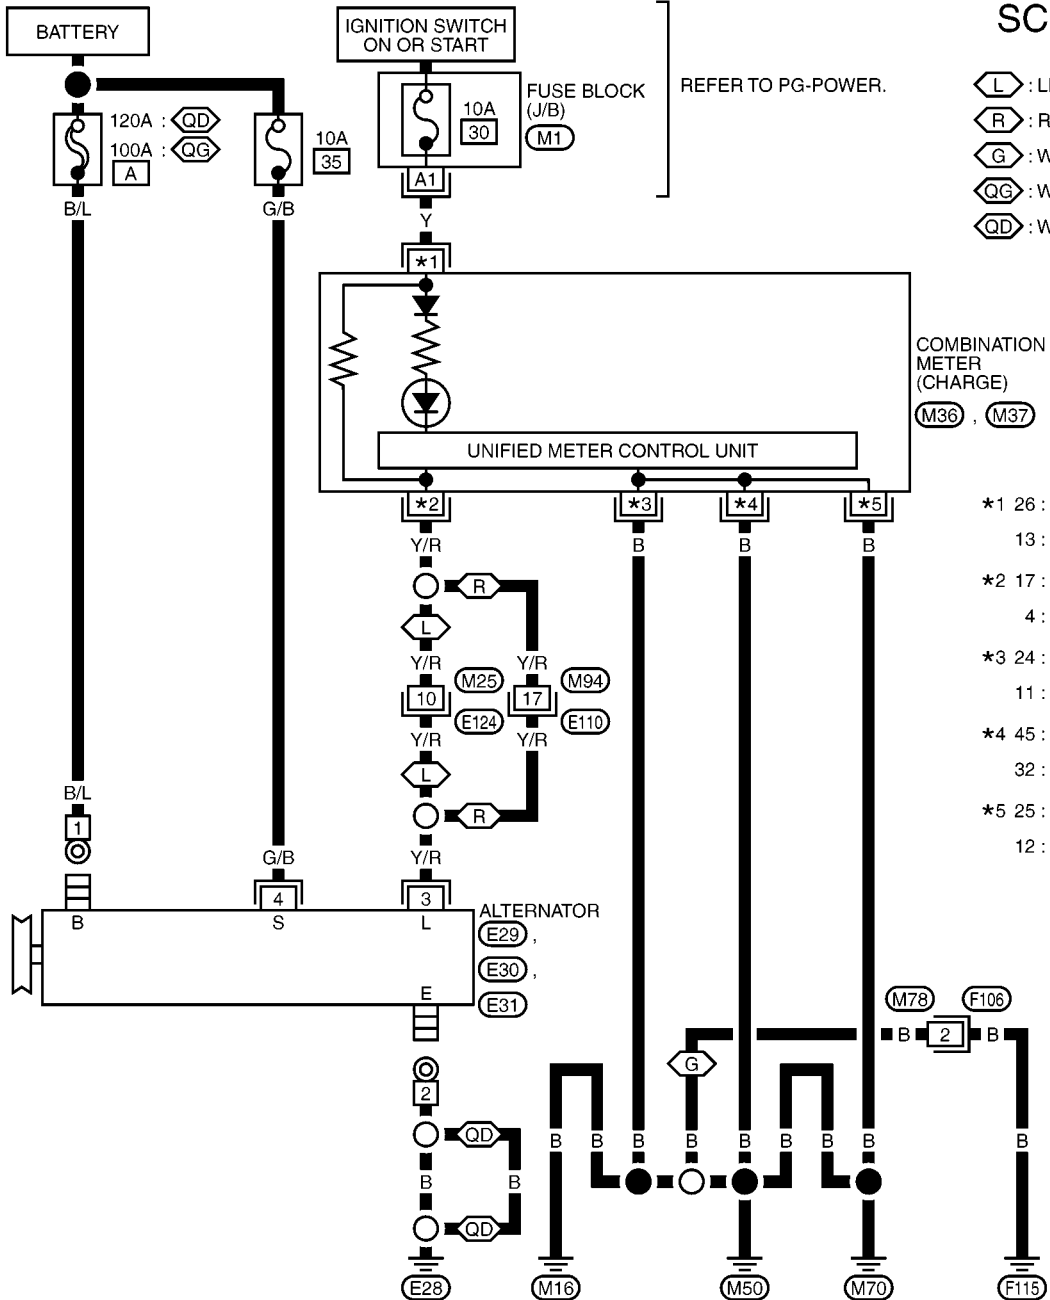 BATTERY
IGNITION SWITCH
ON OR START
SC
REFER TO PG-POWER.
FUSE BLOCK
(J/B)
M1
10A
30
A1
120A : QD
100A : QG
A
10A
35
L : LI
R : R
G : W
QG : W
QD : W
B/L
G/B
Y
*1
COMBINATION
METER
(CHARGE)
M36 , M37
UNIFIED METER CONTROL UNIT
*2
*3
*4
*5
Y/R
B
B
B
*1 26 :
13 :
*2 17 :
4 :
*3 24 :
11 :
*4 45 :
32 :
*5 25 :
12 :
R
L
Y/R
Y/R
10
M25
17
M94
E124
E110
Y/R
Y/R
L
R
B/L
1
G/B
Y/R
4
3
B
S
L
ALTERNATOR
E29 ,
E30 ,
E31
E
2
M78
F106
B
2
B
G
QD
B
B
QD
B
B
B
B
B
B
B
B
B
E28
M16
M50
M70
F115